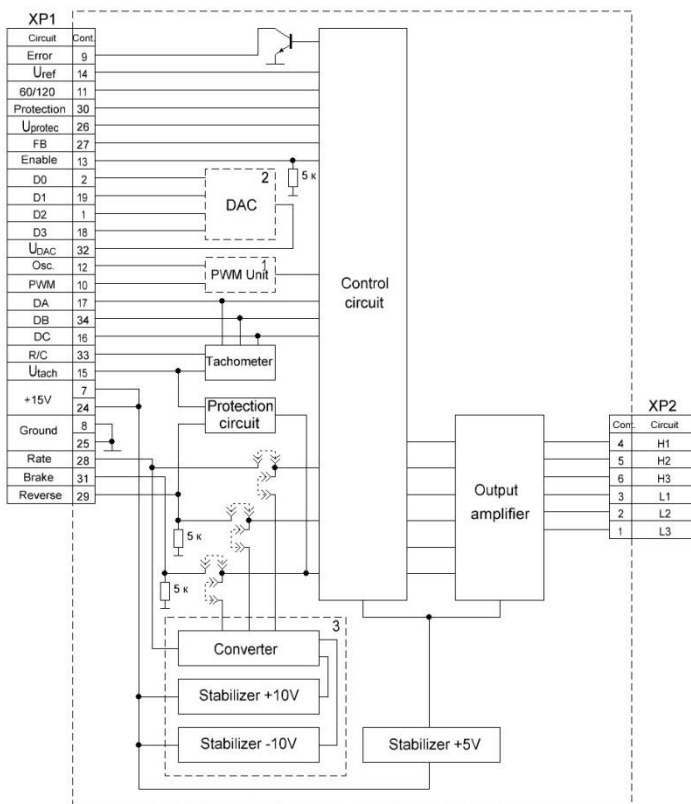 XP1
Circuit Cont.
Error 9
Uref 14
60/120 11
Protection 30
Uprotec 26
FB 27
Enable 13
D0 2
D1 19
D2 1
D3 18
UDAC 32
Osc. 12
PWM 10
DA 17
DB 34
DC 16
R/C 33
Utach 15
+15V 7
24
Ground 8
25
Rate 28
Brake 31
Reverse 29
5 к
2
DAC
1
PWM Unit
Control
circuit
Tachometer
Protection
circuit
5 к
5 к
3
Converter
Stabilizer +10V
Stabilizer -10V
Stabilizer +5V
Output
amplifier
XP2
Cont. Circuit
4 H1
5 H2
6 H3
3 L1
2 L2
1 L3